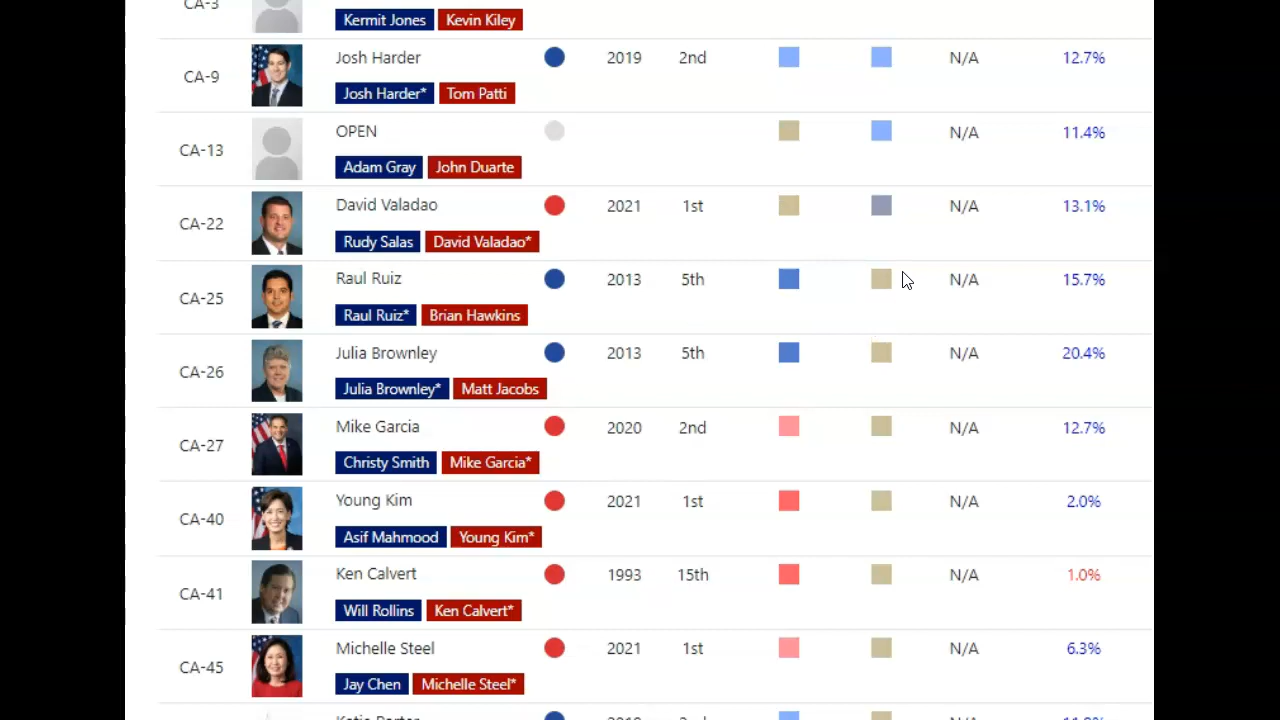 CA-3
Kermit Jones Kevin Kiley
Josh Harder 2019 2nd N/A 12.7%
CA-9
Josh Harder* Tom Patti
OPEN N/A 11.4%
CA-13
Adam Gray John Duarte
David Valadao 2021 1st N/A 13.1%
CA-22
Rudy Salas David Valadao*
Raul Ruiz 2013 5th N/A 15.7%
CA-25
Raul Ruiz* Brian Hawkins
Julia Brownley 2013 5th N/A 20.4%
CA-26
Julia Brownley* Matt Jacobs
Mike Garcia 2020 2nd N/A 12.7%
CA-27
Christy Smith Mike Garcia*
Young Kim 2021 1st N/A 2.0%
CA-40
Asif Mahmood Young Kim*
Ken Calvert 1993 15th N/A 1.0%
CA-41
Will Rollins Ken Calvert*
Michelle Steel 2021 1st N/A 6.3%
CA-45
Jay Chen Michelle Steel*
Katie Porter